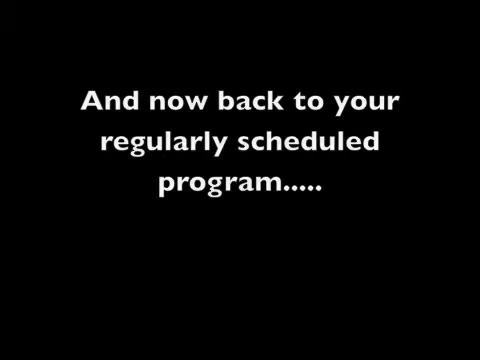 And now back to your
regularly scheduled
program.....